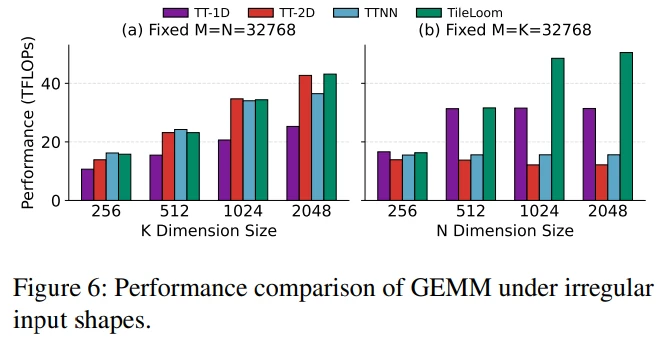 TT-1D TT-2D TTNN TileLoom
(a) Fixed M=N=32768 (b) Fixed M=K=32768
Performance (TFLOPs)
40
20
0
256 512 1024 2048 256 512 1024 2048
K Dimension Size N Dimension Size
Figure 6: Performance comparison of GEMM under irregular
input shapes.